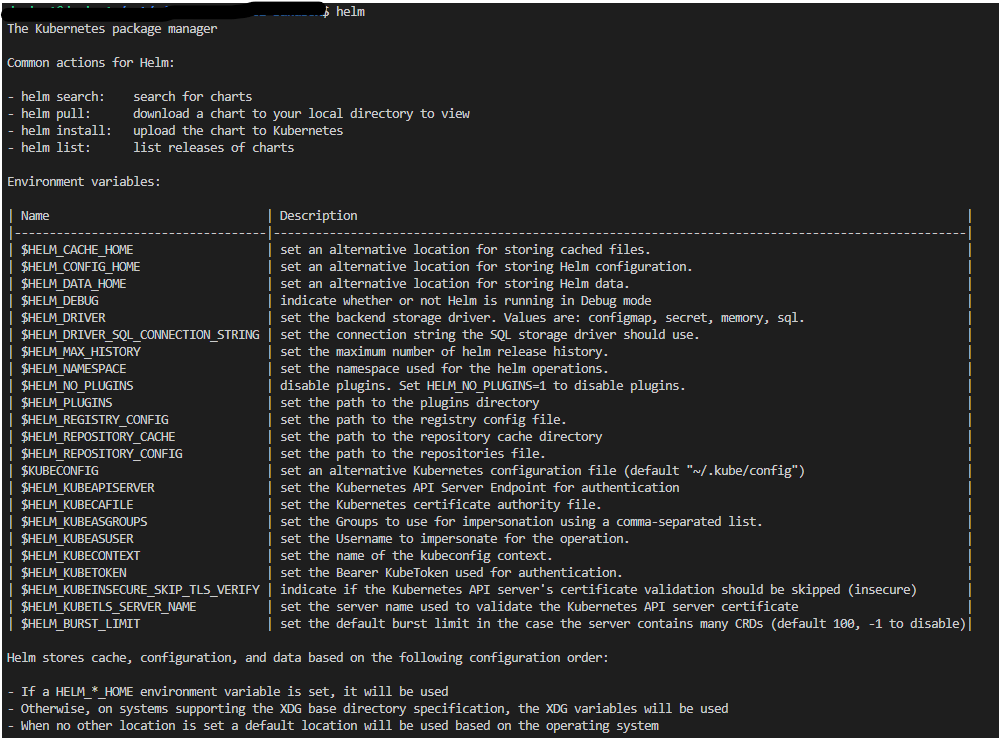 $ helm
The Kubernetes package manager
Common actions for Helm:
- helm search:    search for charts
- helm pull:      download a chart to your local directory to view
- helm install:   upload the chart to Kubernetes
- helm list:      list releases of charts
Environment variables:
| Name                               | Description                                                                                       |
|------------------------------------|---------------------------------------------------------------------------------------------------|
| $HELM_CACHE_HOME                   | set an alternative location for storing cached files.                                             |
| $HELM_CONFIG_HOME                  | set an alternative location for storing Helm configuration.                                       |
| $HELM_DATA_HOME                    | set an alternative location for storing Helm data.                                                |
| $HELM_DEBUG                        | indicate whether or not Helm is running in Debug mode                                             |
| $HELM_DRIVER                       | set the backend storage driver. Values are: configmap, secret, memory, sql.                       |
| $HELM_DRIVER_SQL_CONNECTION_STRING | set the connection string the SQL storage driver should use.                                      |
| $HELM_MAX_HISTORY                  | set the maximum number of helm release history.                                                   |
| $HELM_NAMESPACE                    | set the namespace used for the helm operations.                                                   |
| $HELM_NO_PLUGINS                   | disable plugins. Set HELM_NO_PLUGINS=1 to disable plugins.                                        |
| $HELM_PLUGINS                      | set the path to the plugins directory                                                             |
| $HELM_REGISTRY_CONFIG              | set the path to the registry config file.                                                         |
| $HELM_REPOSITORY_CACHE             | set the path to the repository cache directory                                                    |
| $HELM_REPOSITORY_CONFIG            | set the path to the repositories file.                                                            |
| $KUBECONFIG                        | set an alternative Kubernetes configuration file (default "~/.kube/config")                       |
| $HELM_KUBEAPISERVER                | set the Kubernetes API Server Endpoint for authentication                                         |
| $HELM_KUBECAFILE                   | set the Kubernetes certificate authority file.                                                    |
| $HELM_KUBEASGROUPS                 | set the Groups to use for impersonation using a comma-separated list.                             |
| $HELM_KUBEASUSER                   | set the Username to impersonate for the operation.                                                |
| $HELM_KUBECONTEXT                  | set the name of the kubeconfig context.                                                           |
| $HELM_KUBETOKEN                    | set the Bearer KubeToken used for authentication.                                                 |
| $HELM_KUBEINSECURE_SKIP_TLS_VERIFY | indicate if the Kubernetes API server's certificate validation should be skipped (insecure)       |
| $HELM_KUBETLS_SERVER_NAME          | set the server name used to validate the Kubernetes API server certificate                        |
| $HELM_BURST_LIMIT                  | set the default burst limit in the case the server contains many CRDs (default 100, -1 to disable)|
Helm stores cache, configuration, and data based on the following configuration order:
- If a HELM_*_HOME environment variable is set, it will be used
- Otherwise, on systems supporting the XDG base directory specification, the XDG variables will be used
- When no other location is set a default location will be used based on the operating system